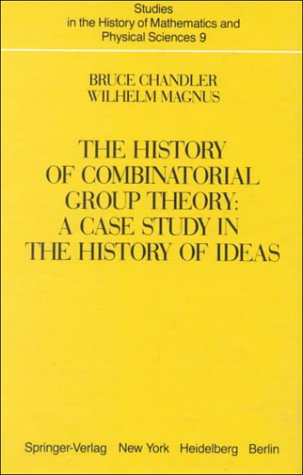 Studies
in the History of Mathematics and
Physical Sciences 9
BRUCE CHANDLER
WILHELM MAGNUS
THE HISTORY
OF COMBINATORIAL
GROUP THEORY:
A CASE STUDY IN
THE HISTORY OF IDEAS
Springer-Verlag New York Heidelberg Berlin